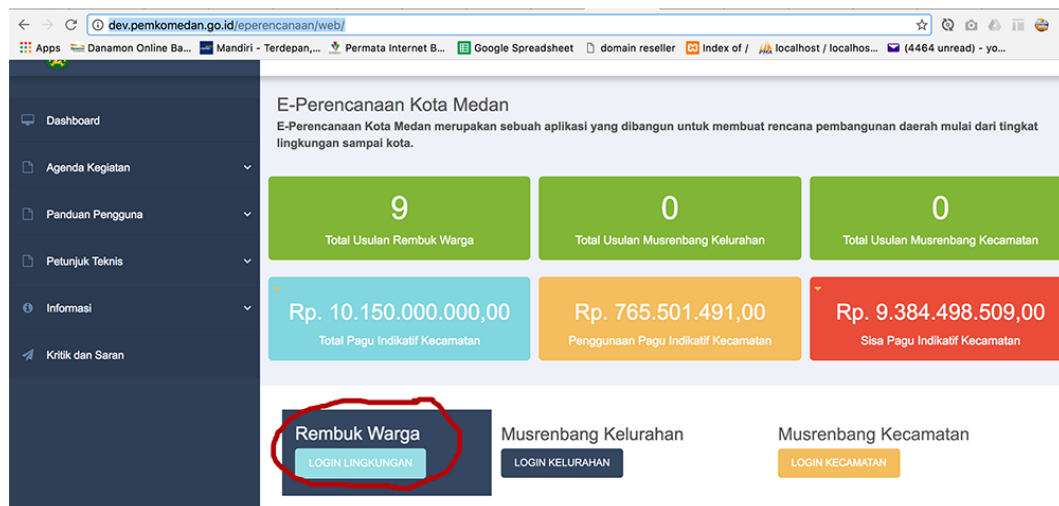 dev.pemkomedan.go.id/eperencanaan/web/
Apps Danamon Online Ba... Mandiri - Terdepan,... Permata Internet B... Google Spreadsheet domain reseller Index of / localhost / localhos... (4464 unread) - yo...
Dashboard
Agenda Kegiatan
Panduan Pengguna
Petunjuk Teknis
Informasi
Kritik dan Saran
E-Perencanaan Kota Medan
E-Perencanaan Kota Medan merupakan sebuah aplikasi yang dibangun untuk membuat rencana pembangunan daerah mulai dari tingkat
lingkungan sampai kota.
9
Total Usulan Rembuk Warga
0
Total Usulan Musrenbang Kelurahan
0
Total Usulan Musrenbang Kecamatan
Rp. 10.150.000.000,00
Total Pagu Indikatif Kecamatan
Rp. 765.501.491,00
Penggunaan Pagu Indikatif Kecamatan
Rp. 9.384.498.509,00
Sisa Pagu Indikatif Kecamatan
Rembuk Warga
LOGIN LINGKUNGAN
Musrenbang Kelurahan
LOGIN KELURAHAN
Musrenbang Kecamatan
LOGIN KECAMATAN